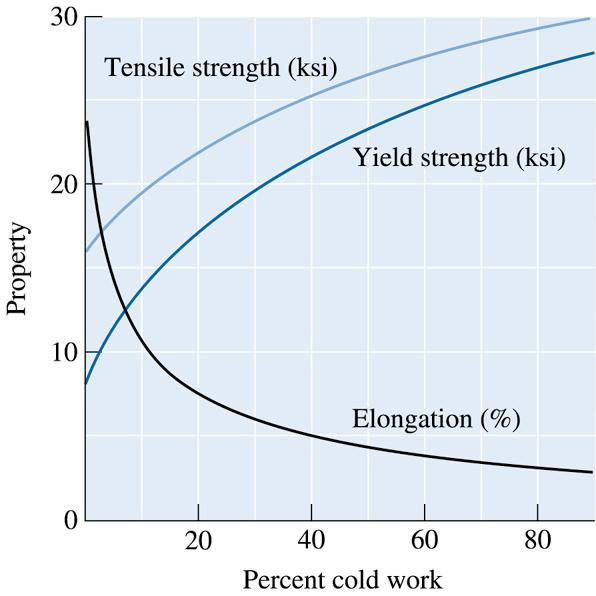 30
Tensile strength (ksi)
Yield strength (ksi)
20
Property
10
Elongation (%)
0
20 40 60 80
Percent cold work